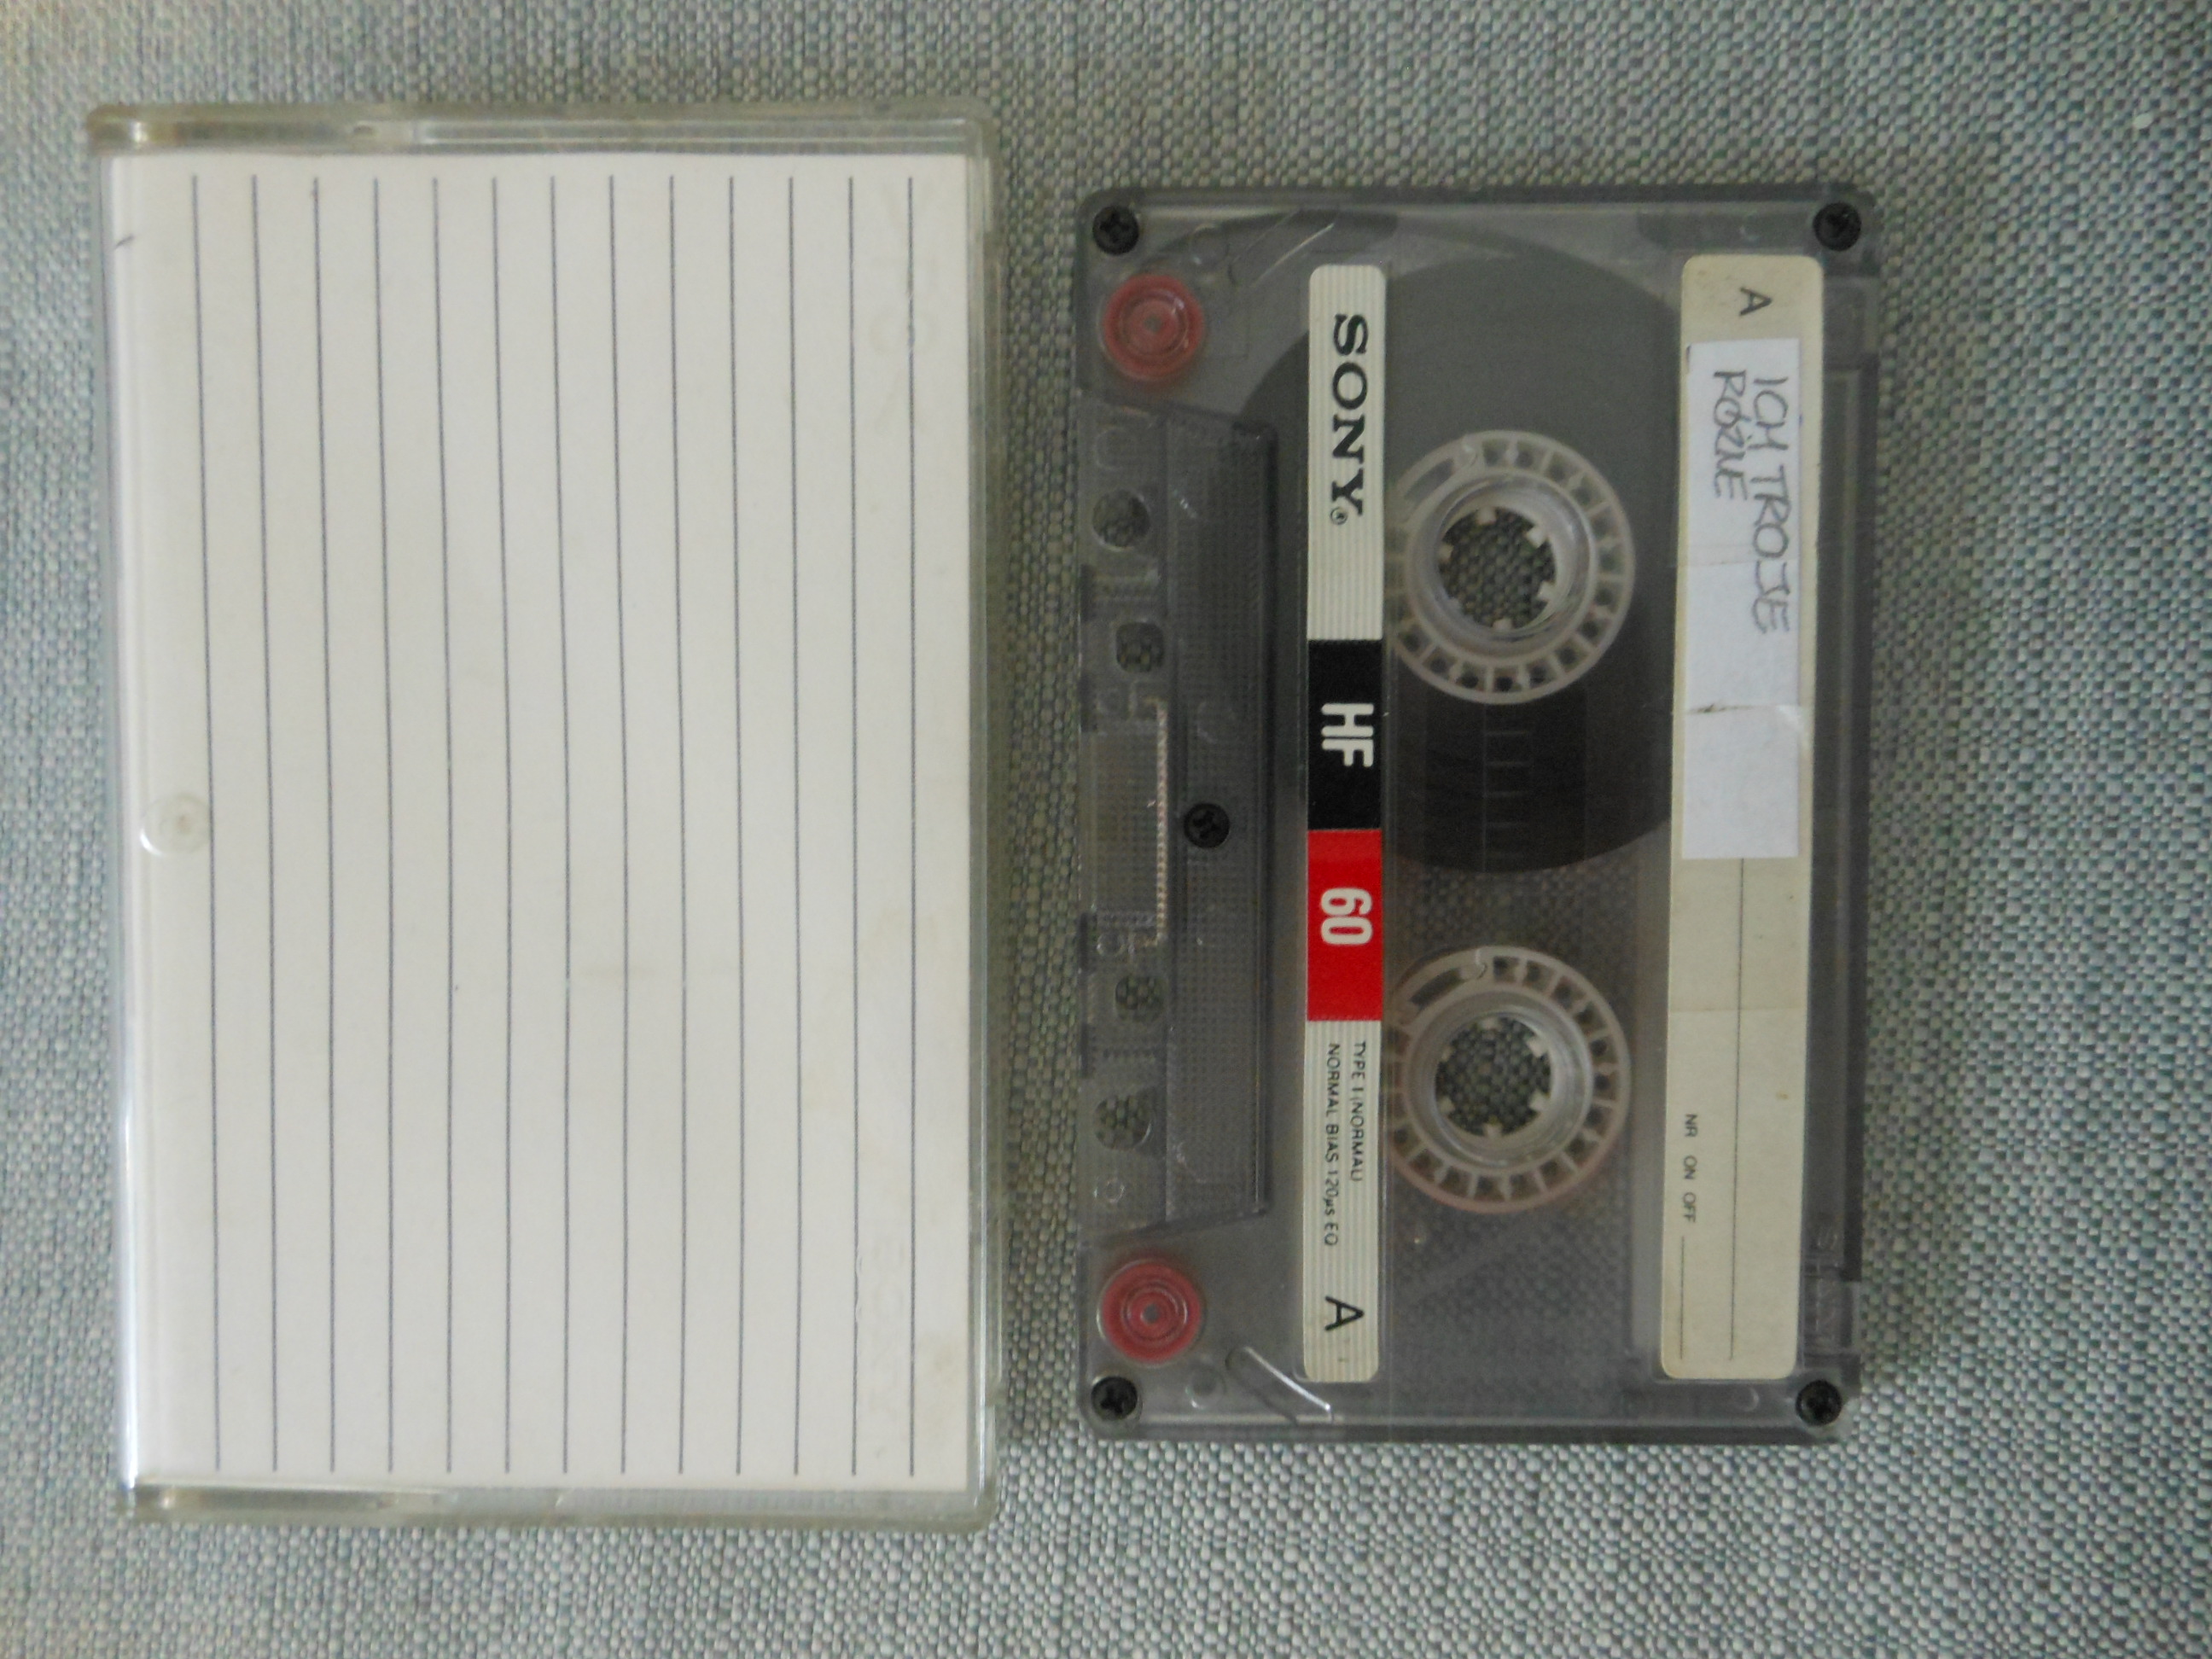 A
ICH TROJE
RÓŻNE
NR ON OFF
SONY®
HF
60
TYPE I (NORMAL)
NORMAL BIAS 120µs EQ
A